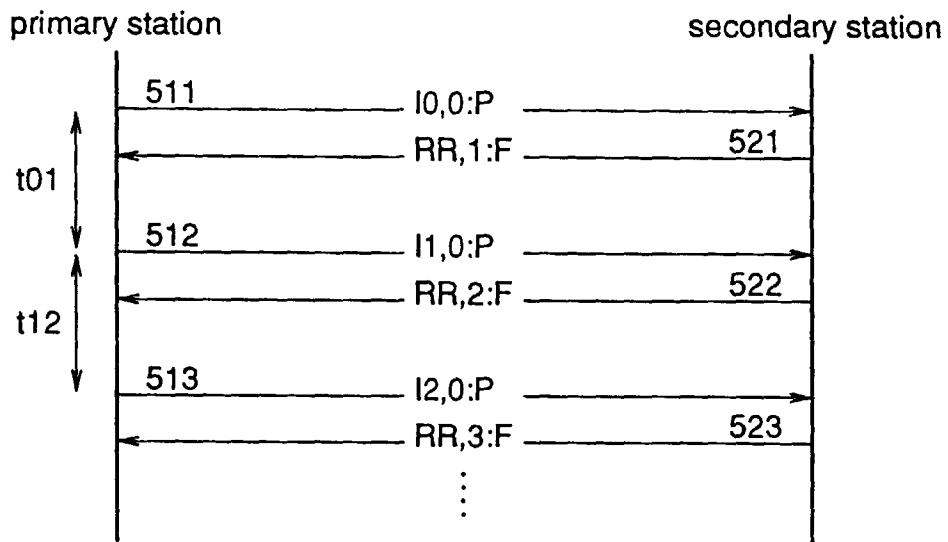 primary station
secondary station
511
I0,0:P
RR,1:F
521
t01
512
I1,0:P
RR,2:F
522
t12
513
I2,0:P
RR,3:F
523